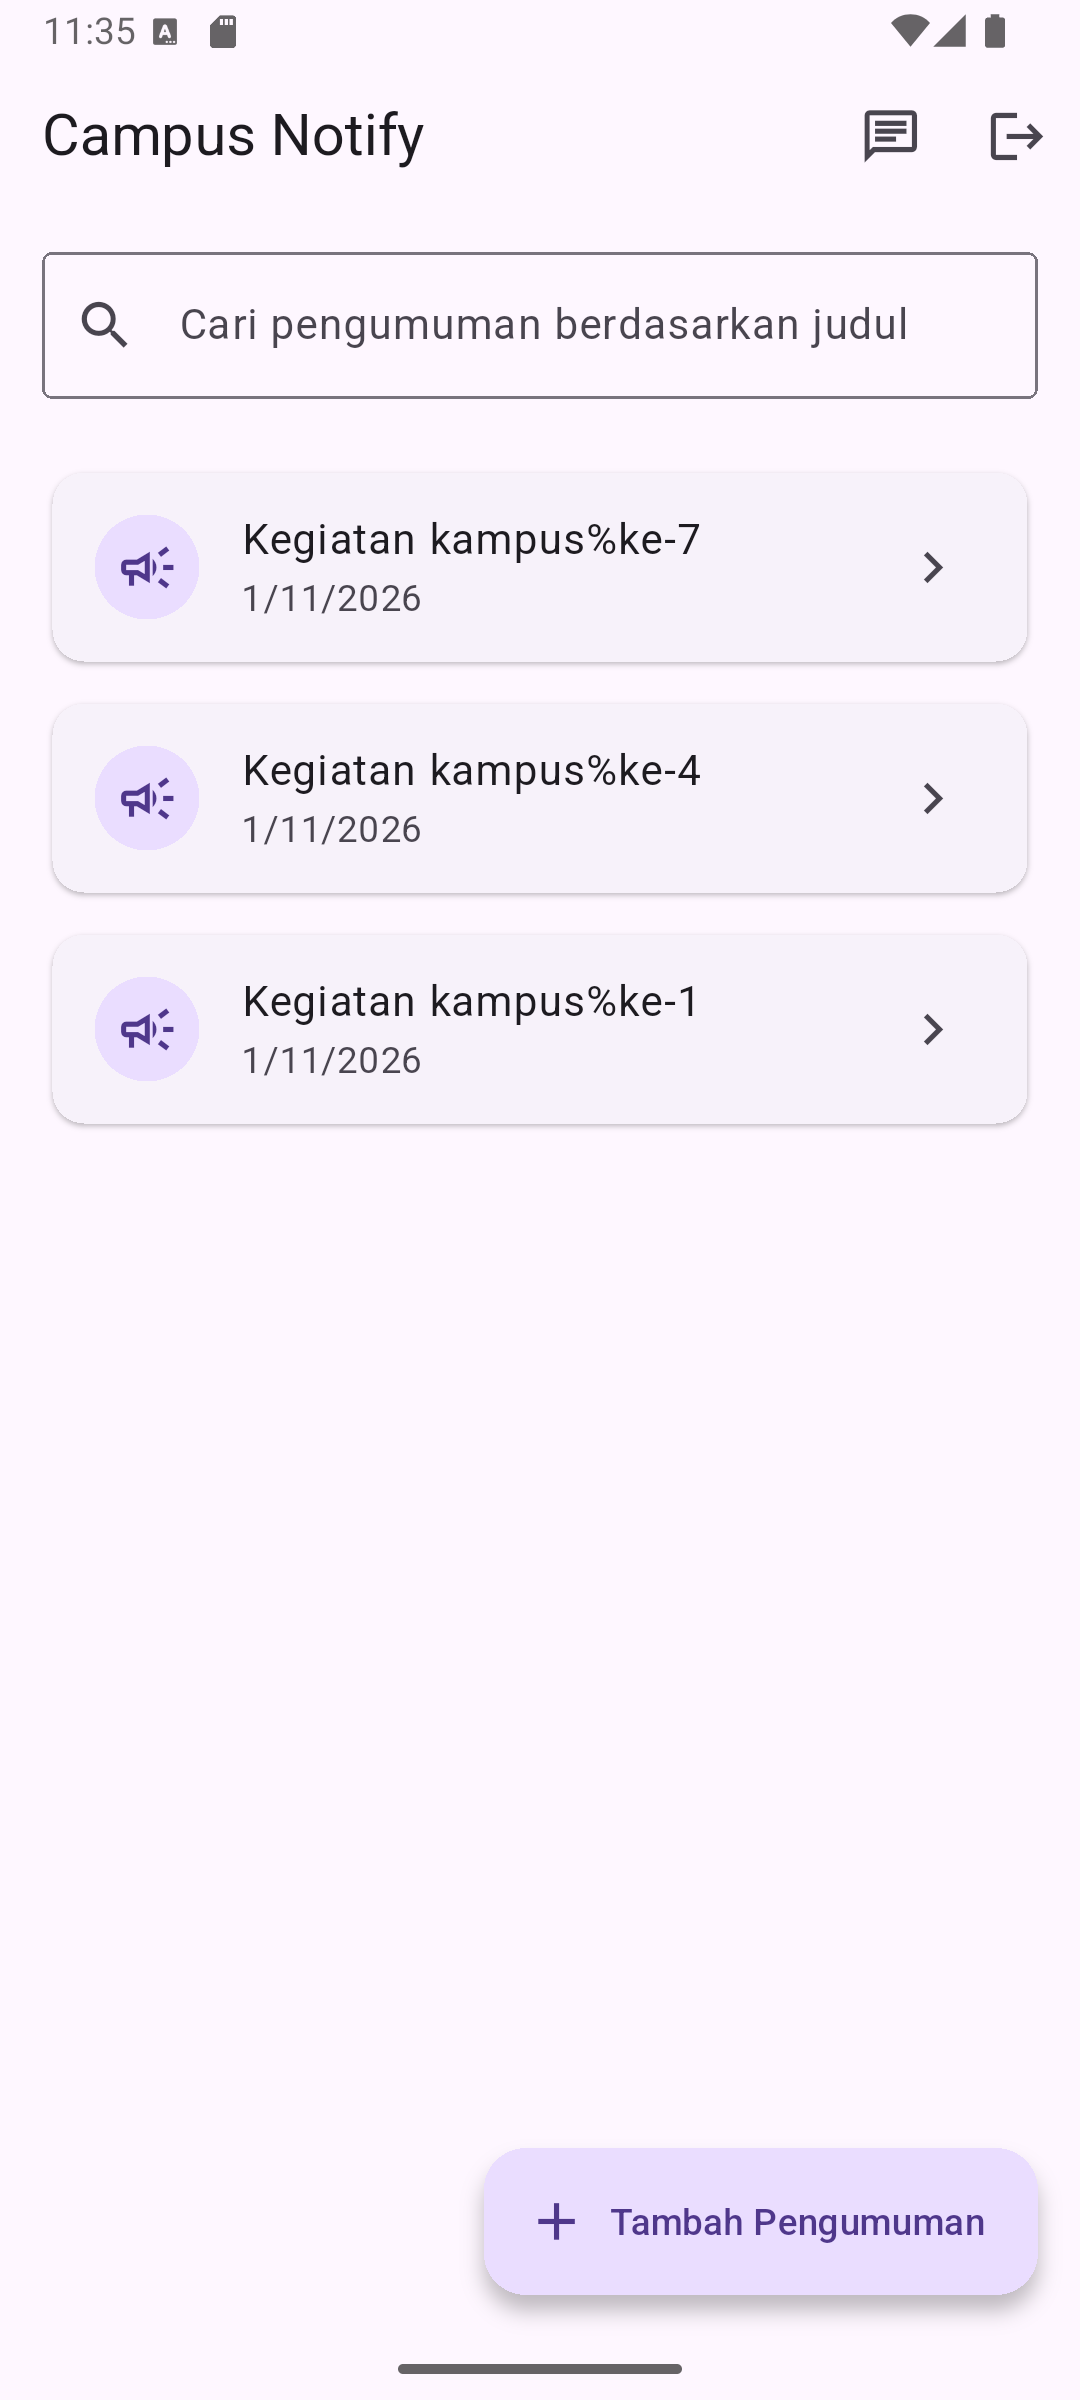 11:35
Campus Notify
Cari pengumuman berdasarkan judul
Kegiatan kampus%ke-7
1/11/2026
Kegiatan kampus%ke-4
1/11/2026
Kegiatan kampus%ke-1
1/11/2026
Tambah Pengumuman